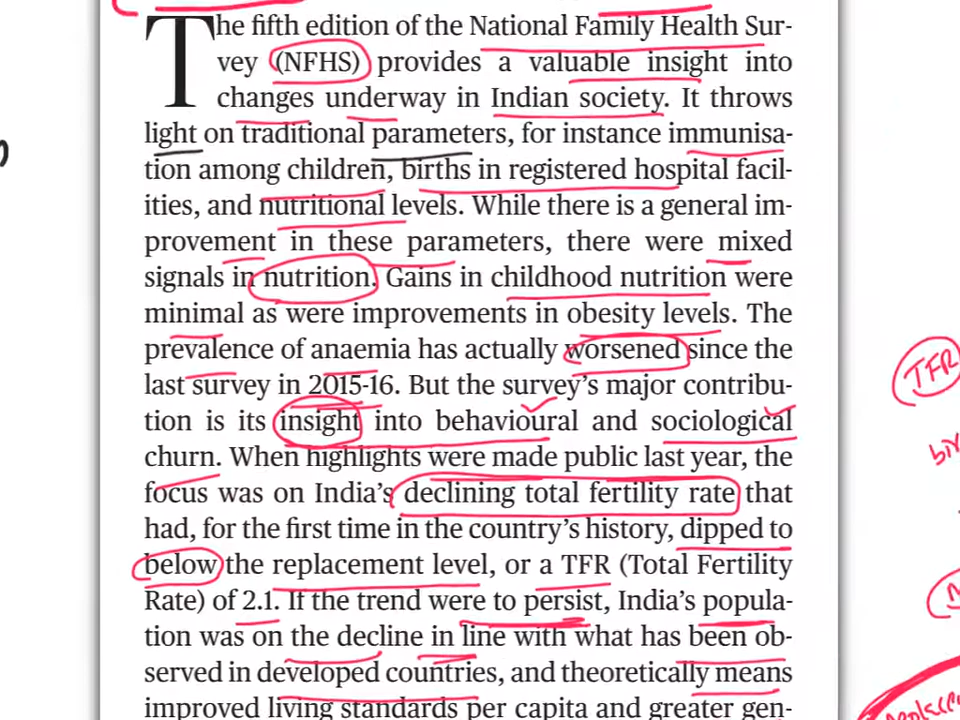 The fifth edition of the National Family Health Sur-
vey (NFHS) provides a valuable insight into
changes underway in Indian society. It throws
light on traditional parameters, for instance immunisa-
tion among children, births in registered hospital facil-
ities, and nutritional levels. While there is a general im-
provement in these parameters, there were mixed
signals in nutrition. Gains in childhood nutrition were
minimal as were improvements in obesity levels. The
prevalence of anaemia has actually worsened since the
last survey in 2015-16. But the survey's major contribu-
tion is its insight into behavioural and sociological
churn. When highlights were made public last year, the
focus was on India's declining total fertility rate that
had, for the first time in the country's history, dipped to
below the replacement level, or a TFR (Total Fertility
Rate) of 2.1. If the trend were to persist, India's popula-
tion was on the decline in line with what has been ob-
served in developed countries, and theoretically means
improved living standards per capita and greater gen-
TFR